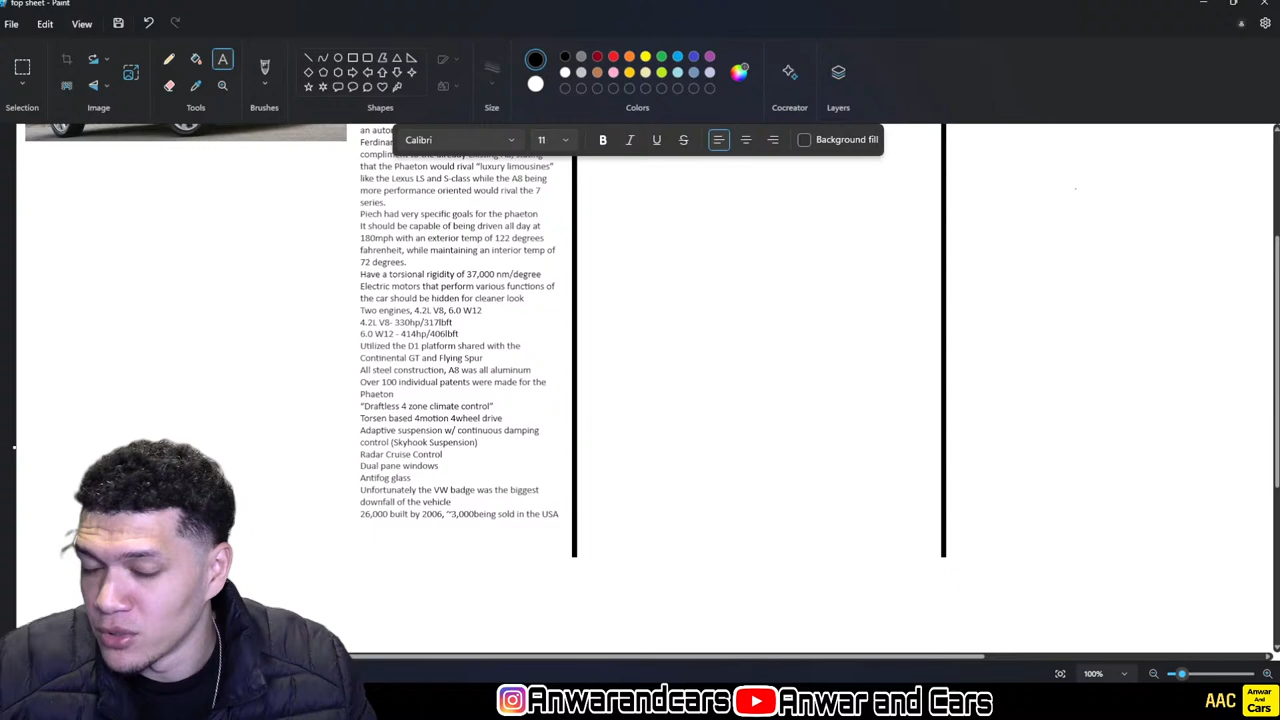 top sheet - Paint
File Edit View
Selection Image Tools Brushes Shapes Size Colors Cocreator Layers
Calibri 11 B I U S Background fill
an
Ferdinan
that the Phaeton would rival “luxury limousines”
like the Lexus LS and S-class while the A8 being
more performance oriented would rival the 7
series.
Piech had very specific goals for the phaeton
It should be capable of being driven all day at
180mph with an exterior temp of 122 degrees
fahrenheit, while maintaining an interior temp of
72 degrees.
Have a torsional rigidity of 37,000 nm/degree
Electric motors that perform various functions of
the car should be hidden for cleaner look
Two engines, 4.2L V8, 6.0 W12
4.2L V8- 330hp/317lbft
6.0 W12 - 414hp/406lbft
Utilized the D1 platform shared with the
Continental GT and Flying Spur
All steel construction, A8 was all aluminum
Over 100 individual patents were made for the
Phaeton
“Draftless 4 zone climate control”
Torsen based 4motion 4wheel drive
Adaptive suspension w/ continuous damping
control (Skyhook Suspension)
Radar Cruise Control
Dual pane windows
Antifog glass
Unfortunately the VW badge was the biggest
downfall of the vehicle
26,000 built by 2006, ~3,000being sold in the USA
100%
Anwarandcars Anwar and Cars AAC
Anwar
And
Cars